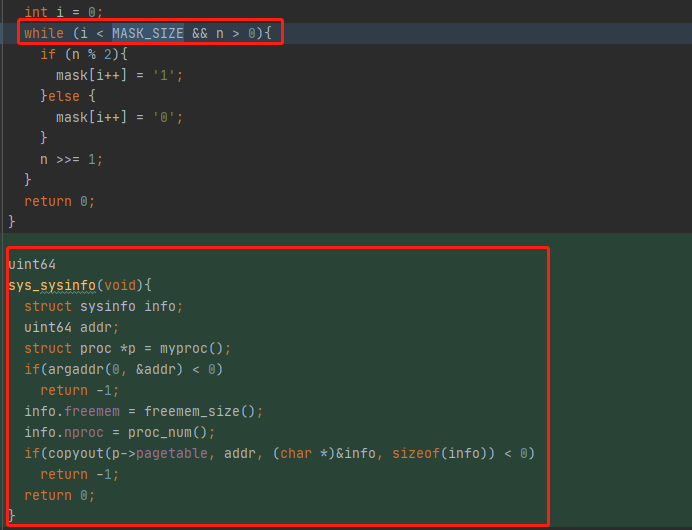 int i = 0;
while (i < MASK_SIZE && n > 0){
if (n % 2){
mask[i++] = '1';
}else {
mask[i++] = '0';
}
n >>= 1;
}
return 0;
}
uint64
sys_sysinfo(void){
struct sysinfo info;
uint64 addr;
struct proc *p = myproc();
if(argaddr(0, &addr) < 0)
return -1;
info.freemem = freemem_size();
info.nproc = proc_num();
if(copyout(p->pagetable, addr, (char *)&info, sizeof(info)) < 0)
return -1;
return 0;
}